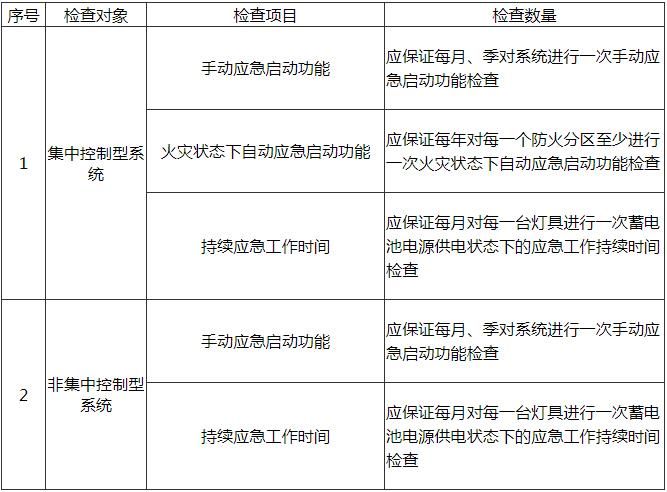 序号 检查对象 检查项目 检查数量
1
集中控制型系
统
手动应急启动功能
应保证每月、季对系统进行一次手动应
急启动功能检查
火灾状态下自动应急启动功能
应保证每年对每一个防火分区至少进行
一次火灾状态下自动应急启动功能检查
持续应急工作时间
应保证每月对每一台灯具进行一次蓄电
池电源供电状态下的应急工作持续时间
检查
2
非集中控制型
系统
手动应急启动功能
应保证每月、季对系统进行一次手动应
急启动功能检查
持续应急工作时间
应保证每月对每一台灯具进行一次蓄电
池电源供电状态下的应急工作持续时间
检查